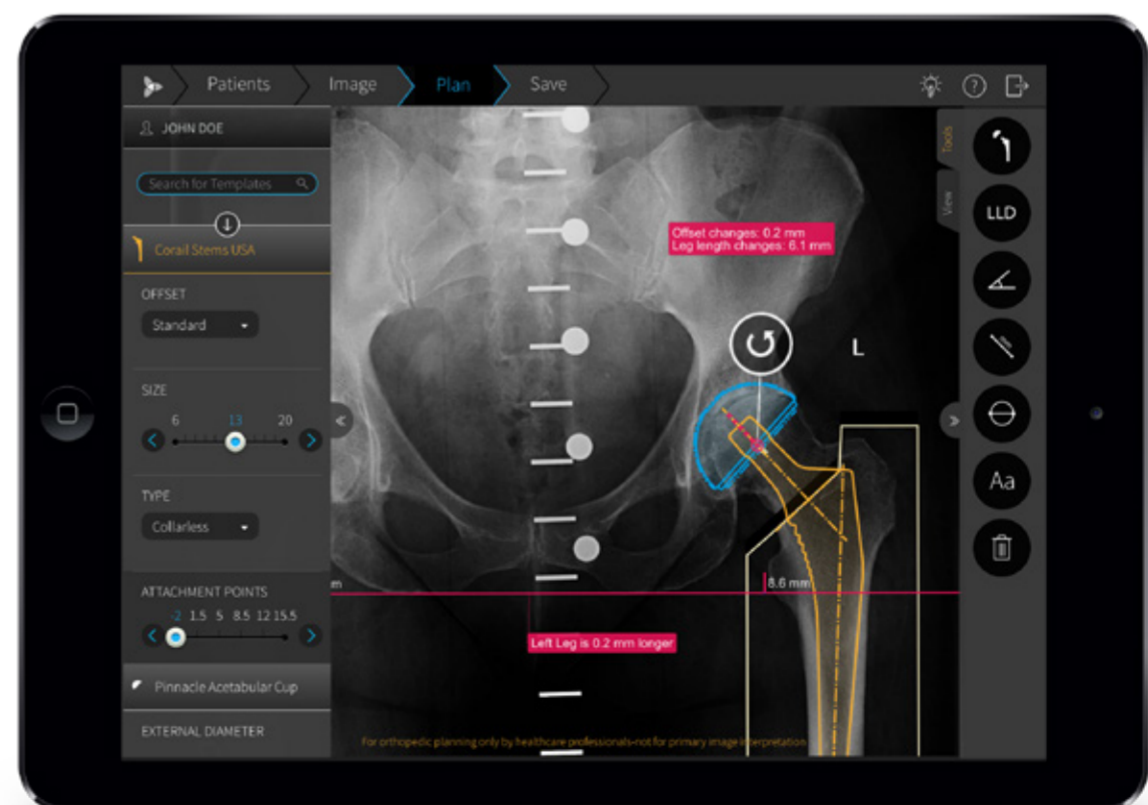 Patients
Image
Plan
Save
JOHN DOE
Search for Templates
Corail Stems USA
OFFSET
Standard
SIZE
6 13 20
TYPE
Collarless
ATTACHMENT POINTS
-2 1.5 5 8.5 12 15.5
Pinnacle Acetabular Cup
EXTERNAL DIAMETER
Offset changes: 0.2 mm
Leg length changes: 6.1 mm
L
8.6 mm
m
Left Leg is 0.2 mm longer
For orthopedic planning only by healthcare professionals-not for primary image interpretation
Tools
View
LLD
mm
Aa